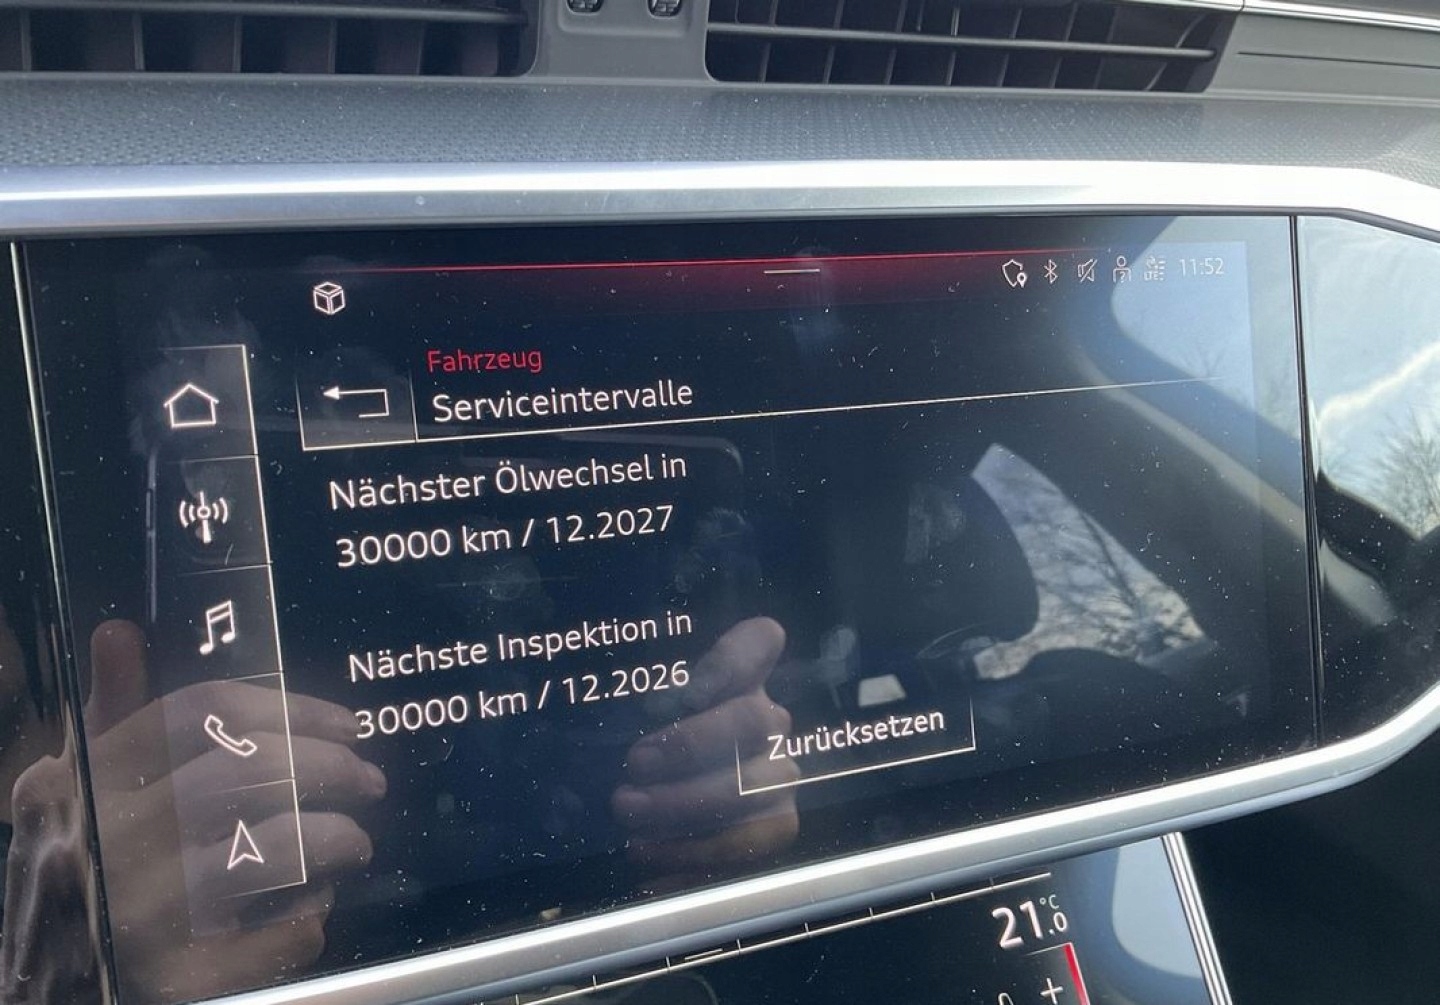 11:52
Fahrzeug
Serviceintervalle
Nächster Ölwechsel in
30000 km / 12.2027
Nächste Inspektion in
30000 km / 12.2026
Zurücksetzen
21.0 °C
+